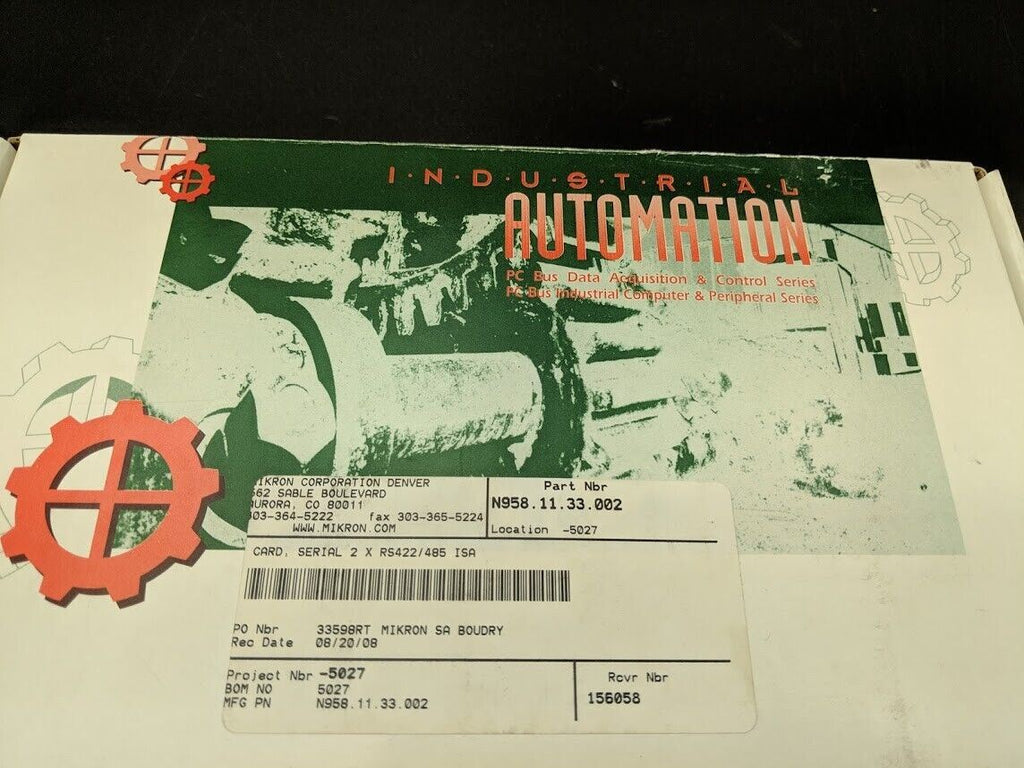 I·N·D·U·S·T·R·I·A·L
AUTOMATION
PC Bus Data Acquisition & Control Series
PC Bus Industrial Computer & Peripheral Series
MIKRON CORPORATION DENVER
562 SABLE BOULEVARD
AURORA, CO 80011
303-364-5222 fax 303-365-5224
WWW.MIKRON.COM
Part Nbr
N958.11.33.002
Location -5027
CARD, SERIAL 2 X RS422/485 ISA
PO Nbr 33598RT MIKRON SA BOUDRY
Rec Date 08/20/08
Project Nbr -5027
BOM NO 5027
MFG PN N958.11.33.002
Rcvr Nbr
156058